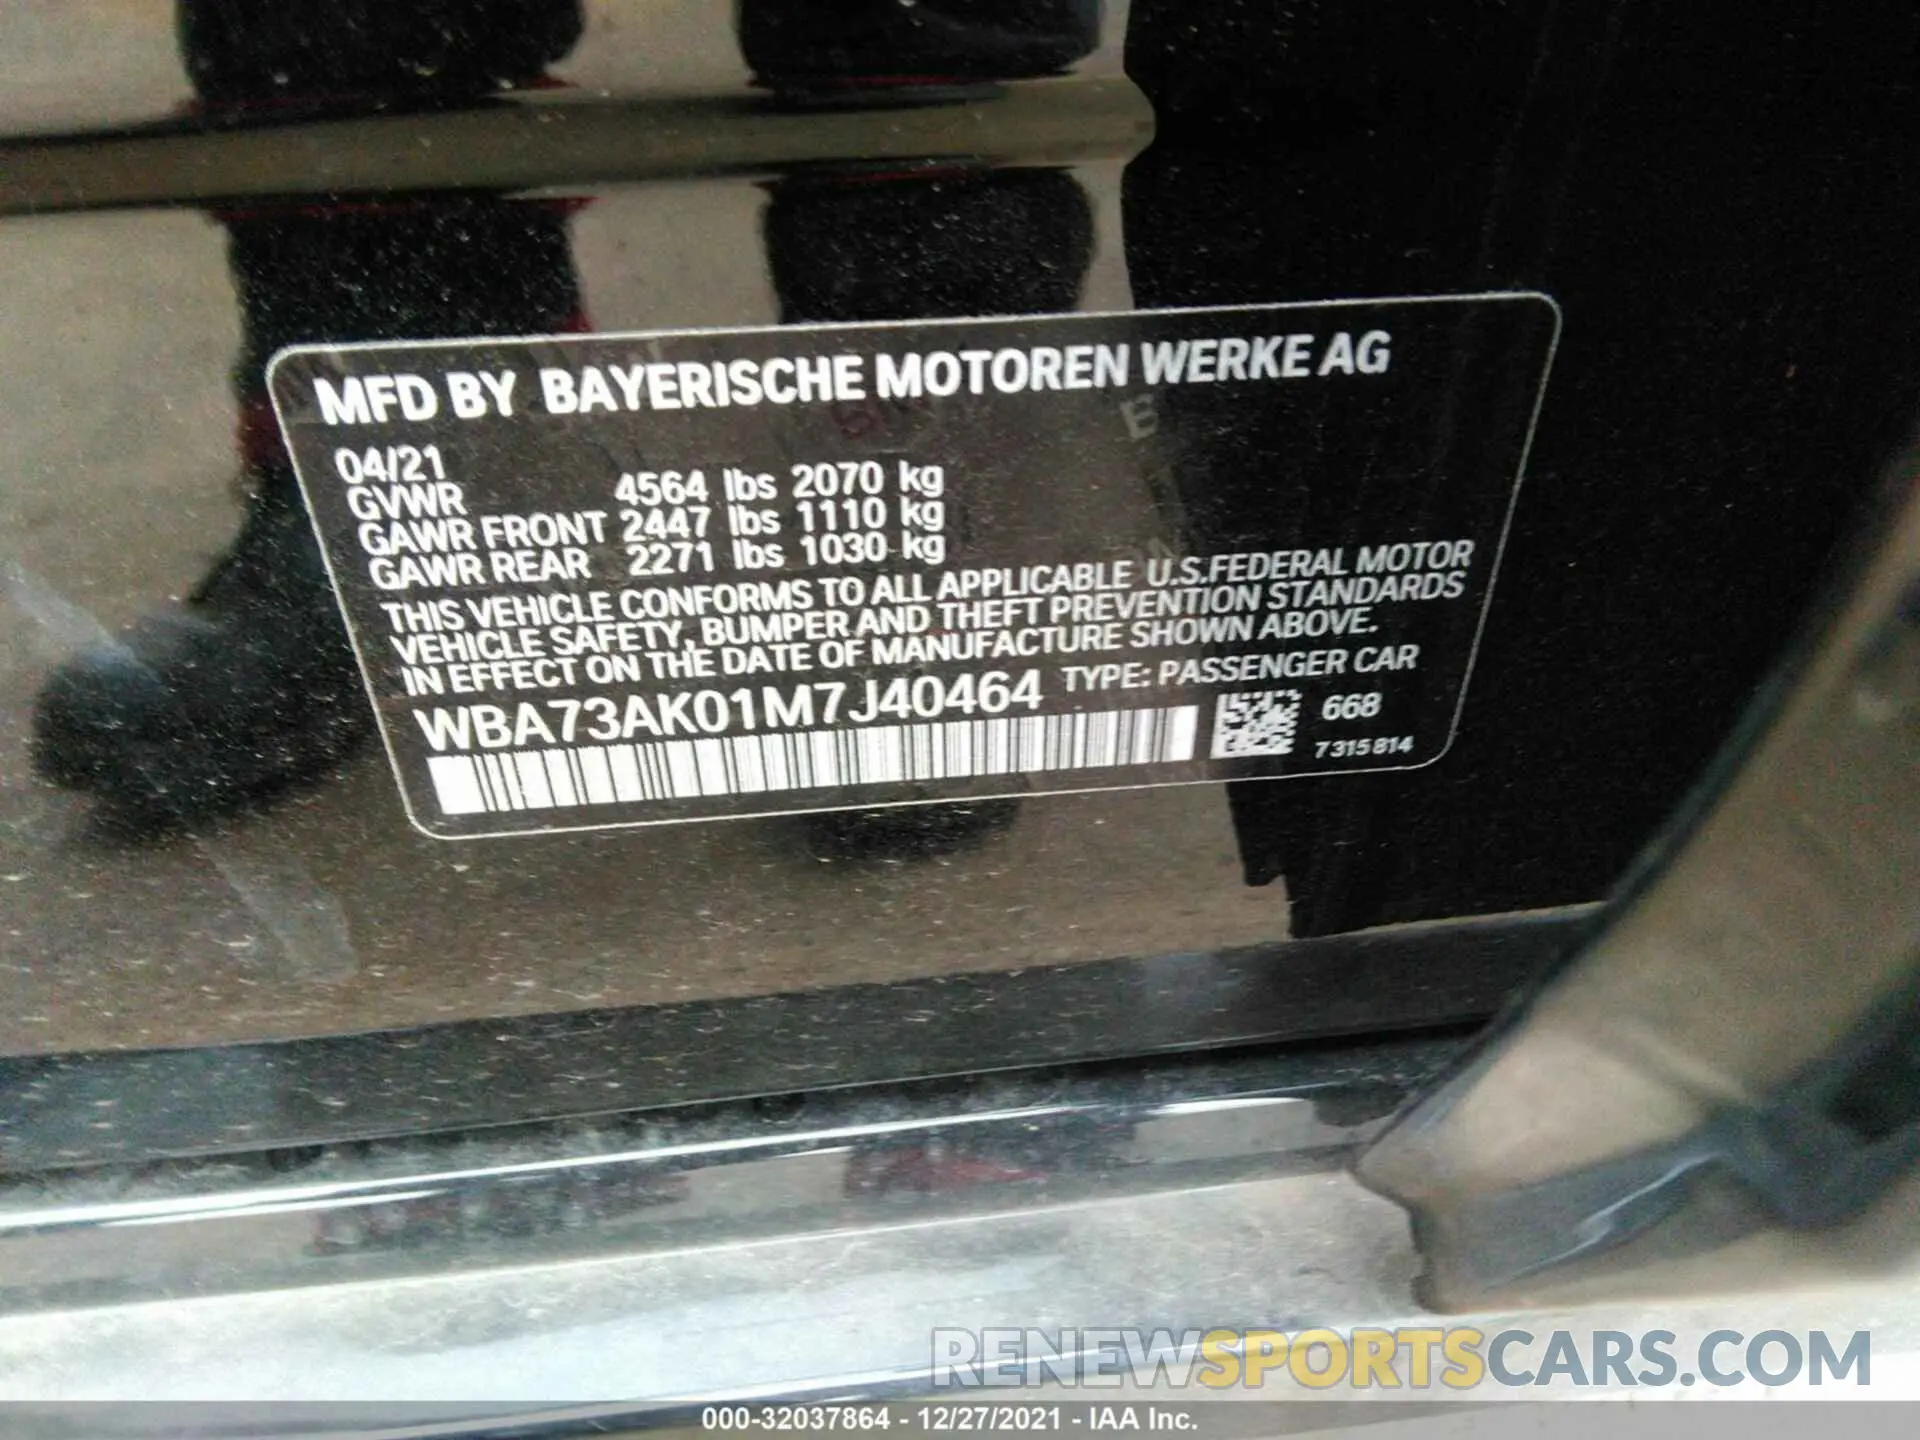 MFD BY BAYERISCHE MOTOREN WERKE AG
04/21
GVWR 4564 lbs 2070 kg
GAWR FRONT 2447 lbs 1110 kg
GAWR REAR 2271 lbs 1030 kg
THIS VEHICLE CONFORMS TO ALL APPLICABLE U.S.FEDERAL MOTOR
VEHICLE SAFETY, BUMPER AND THEFT PREVENTION STANDARDS
IN EFFECT ON THE DATE OF MANUFACTURE SHOWN ABOVE.
WBA73AK01M7J40464 TYPE: PASSENGER CAR
668
7315814
RENEWSPORTSCARS.COM
000-32037864 - 12/27/2021 - IAA Inc.